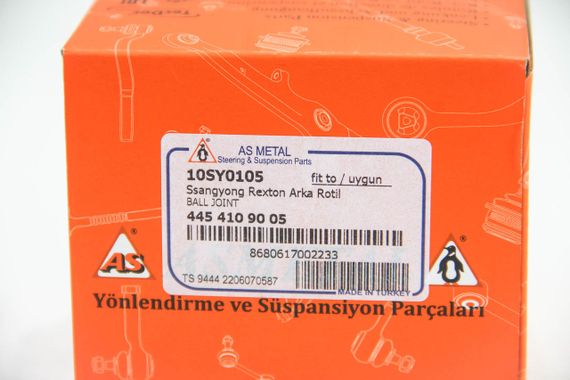 AS METAL
Steering & Suspension Parts
10SY0105 fit to / uygun
Ssangyong Rexton Arka Rotil
BALL JOINT
445 410 90 05
8680617002233
TS 9444 2206070587
MADE IN TURKEY
AS
Yönlendirme ve Süspansiyon Parçaları